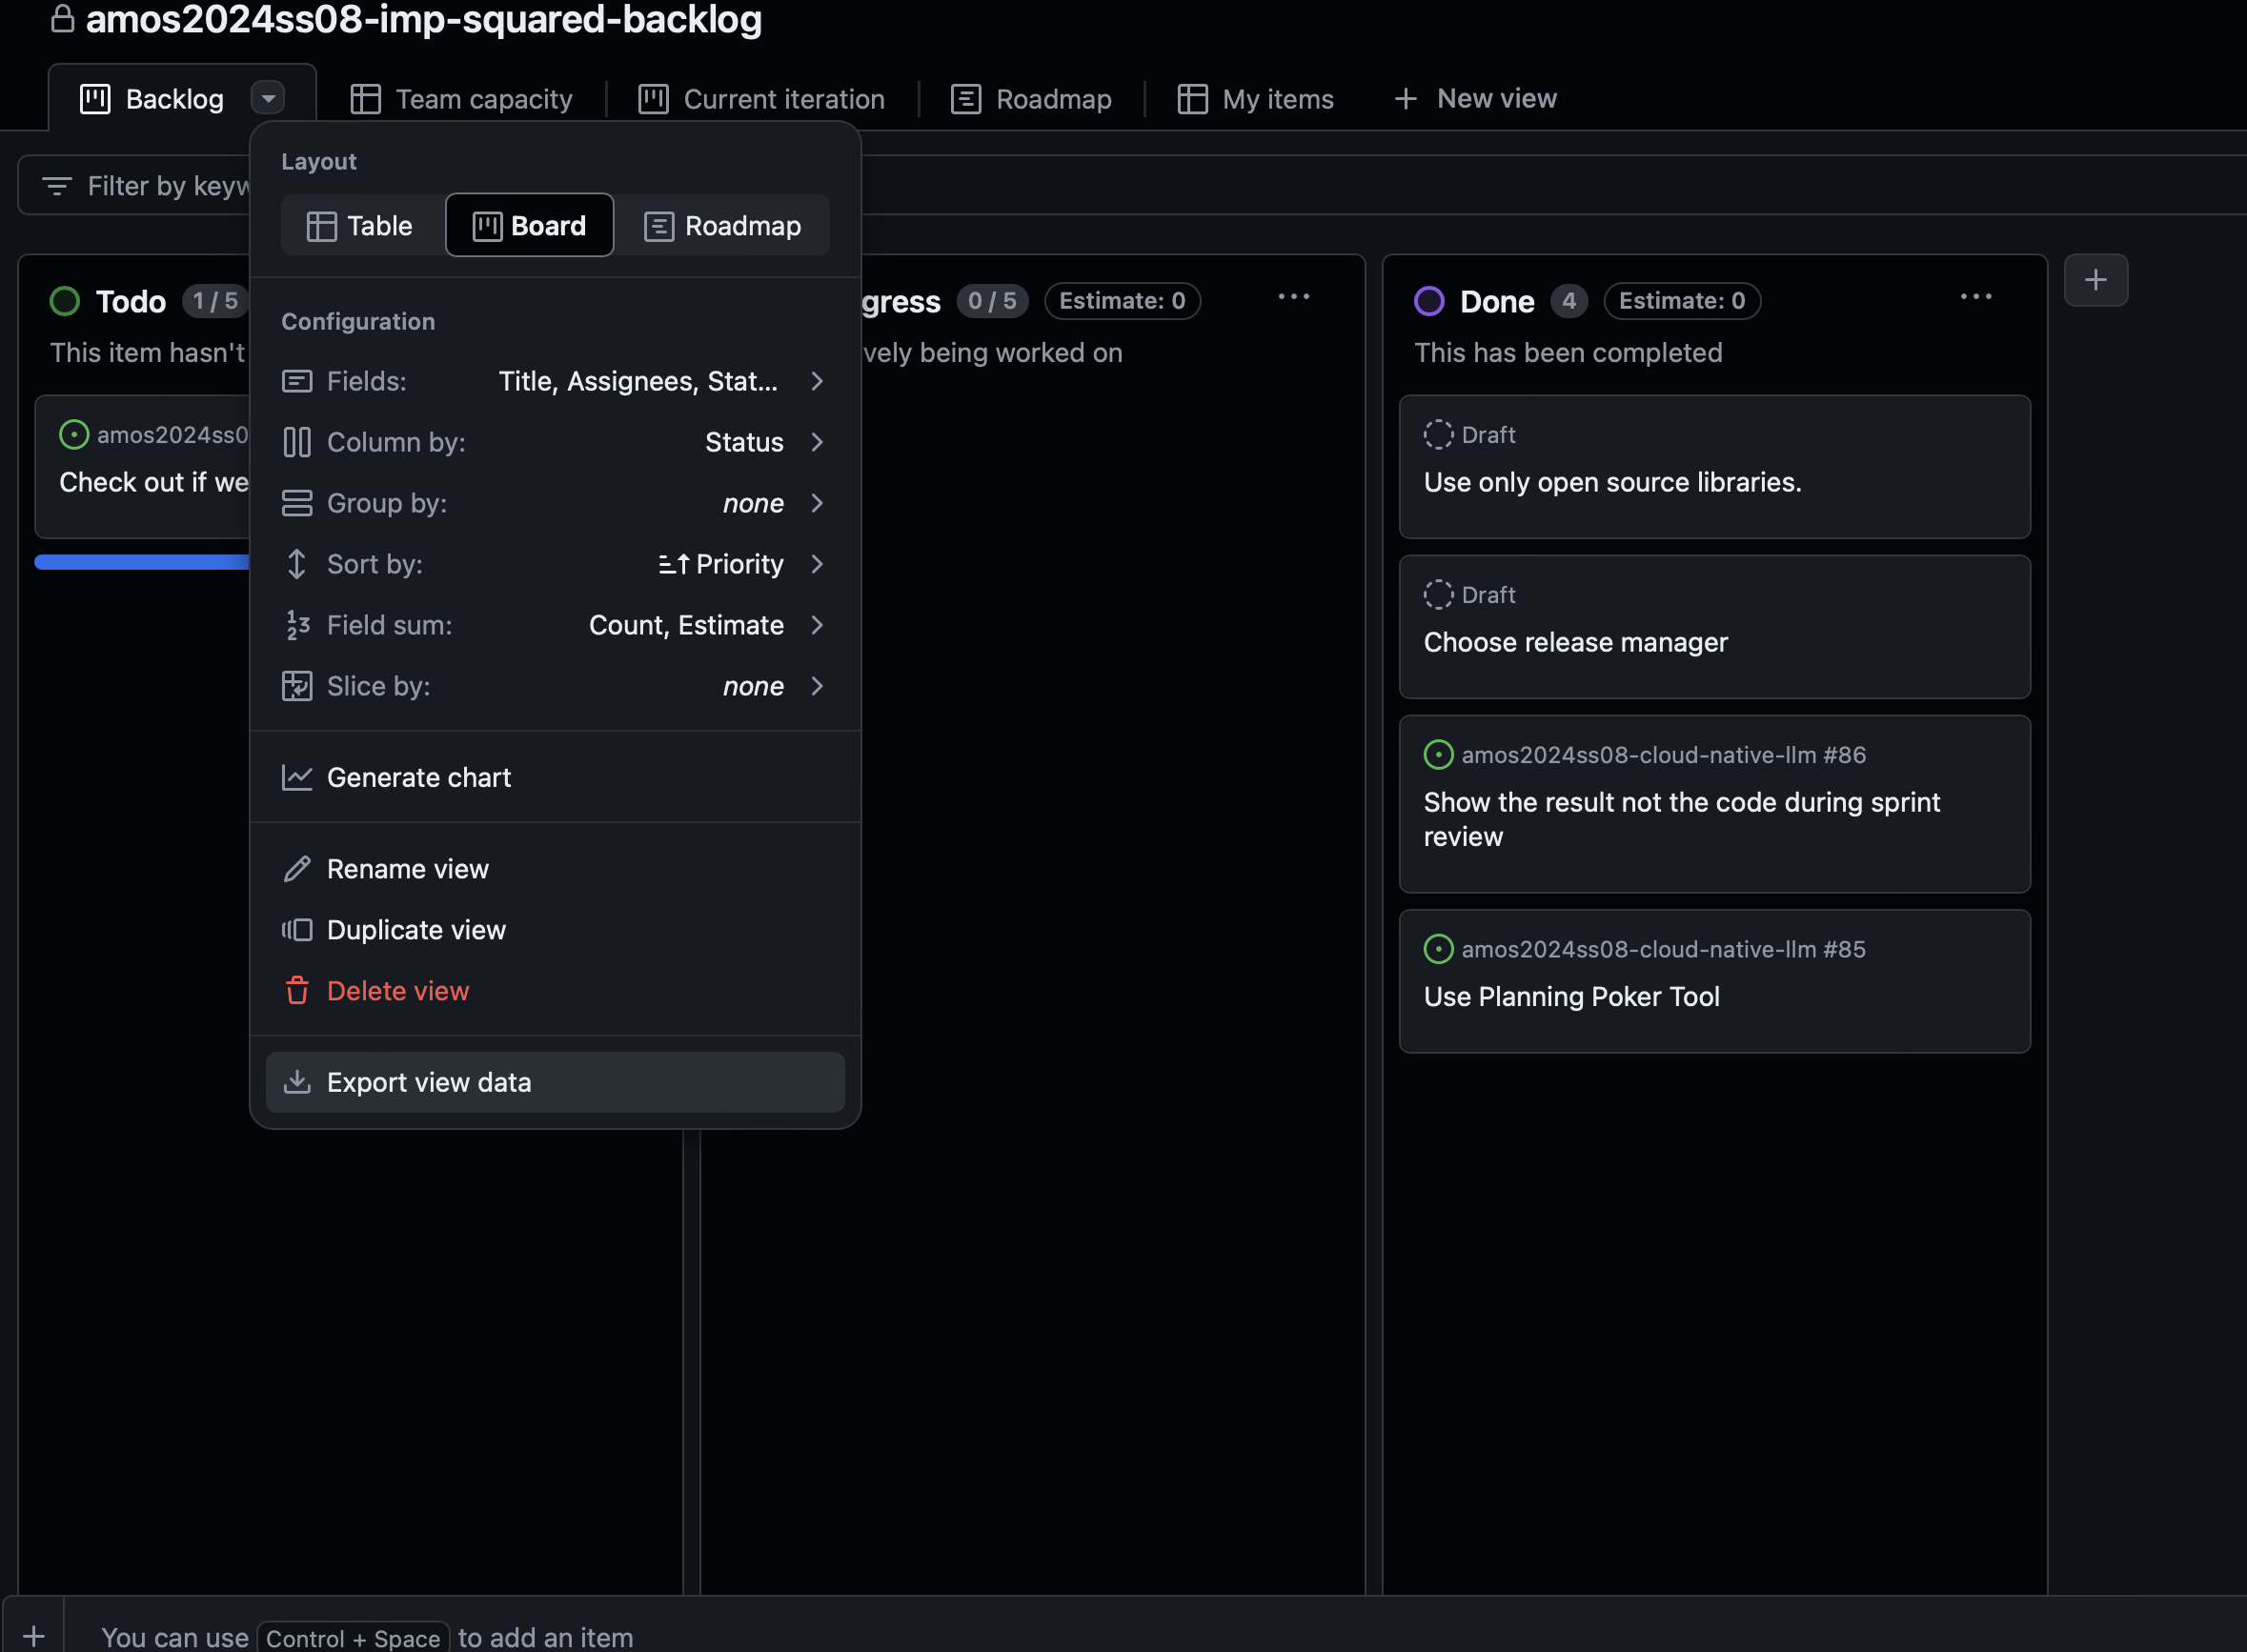 amos2024ss08-imp-squared-backlog
Backlog
Team capacity
Current iteration
Roadmap
My items
New view
Filter by keyw
Layout
Table
Board
Roadmap
Configuration
Fields: Title, Assignees, Stat...
Column by: Status
Group by: none
Sort by: Priority
Field sum: Count, Estimate
Slice by: none
Generate chart
Rename view
Duplicate view
Delete view
Export view data
Todo 1 / 5
This item hasn't
amos2024ss0
Check out if we
gress 0 / 5 Estimate: 0
vely being worked on
Done 4 Estimate: 0
This has been completed
Draft
Use only open source libraries.
Draft
Choose release manager
amos2024ss08-cloud-native-llm #86
Show the result not the code during sprint
review
amos2024ss08-cloud-native-llm #85
Use Planning Poker Tool
You can use Control + Space to add an item